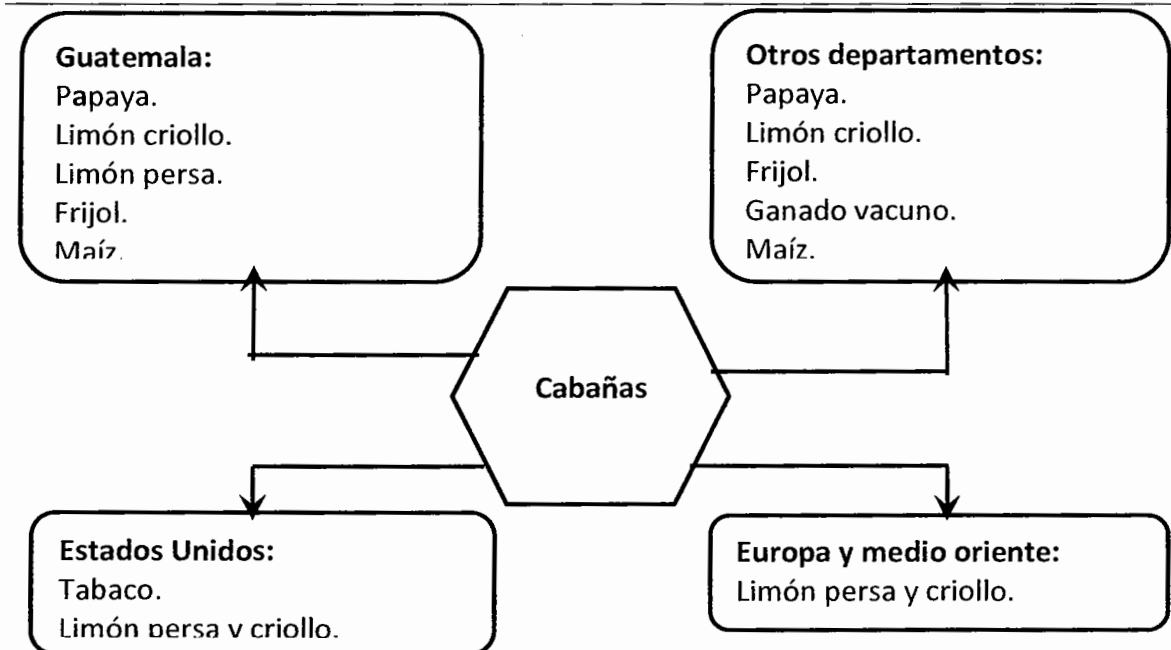 Guatemala:
Papaya.
Limón criollo.
Limón persa.
Frijol.
Maíz.
Otros departamentos:
Papaya.
Limón criollo.
Frijol.
Ganado vacuno.
Maíz.
Cabañas
Estados Unidos:
Tabaco.
Limón persa y criollo.
Europa y medio oriente:
Limón persa y criollo.